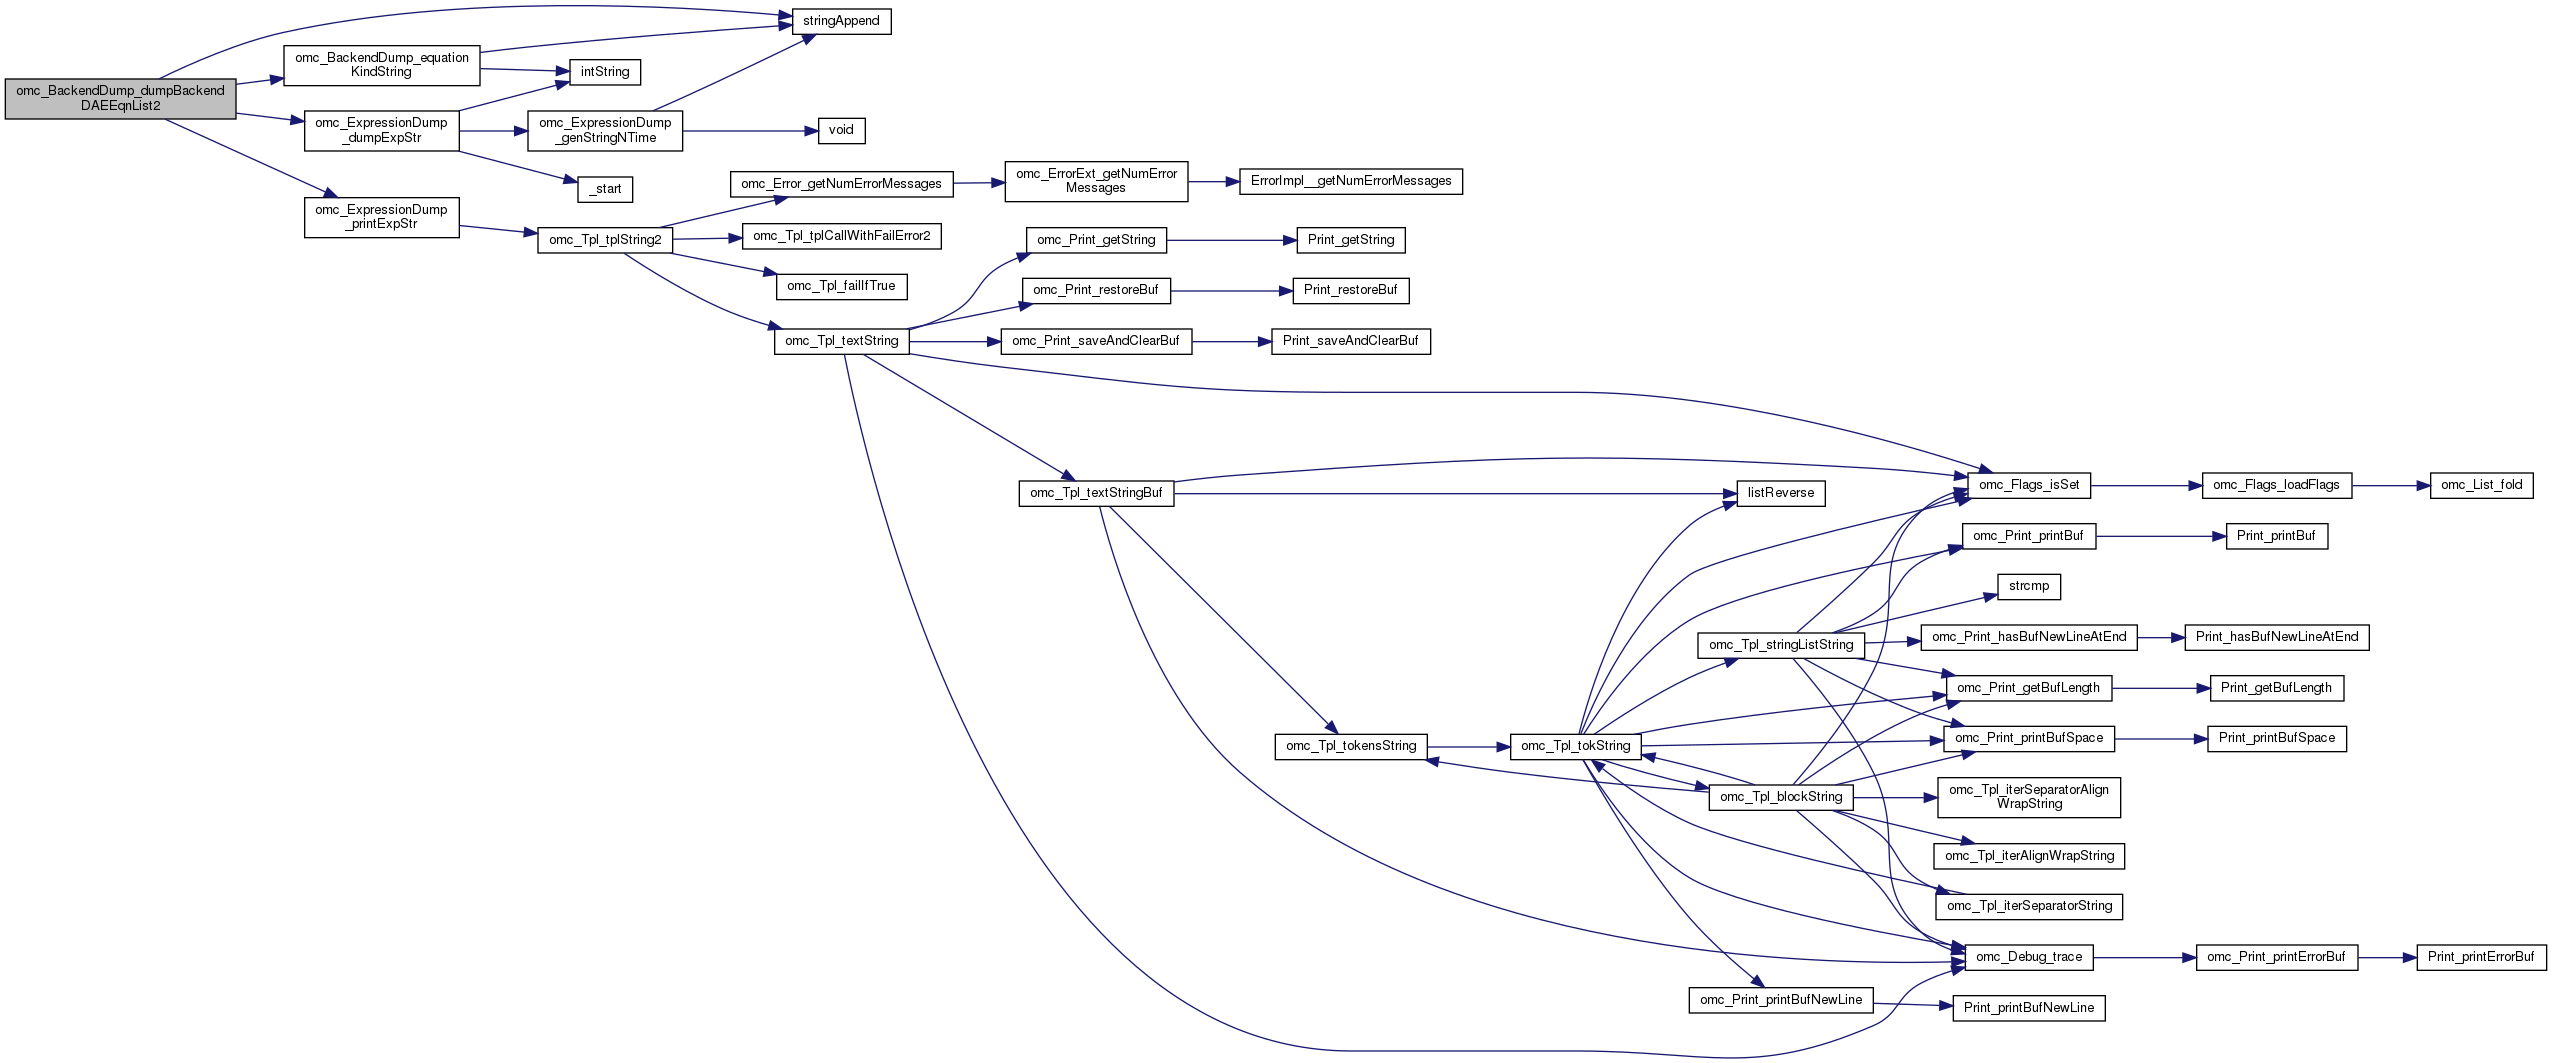 omc_BackendDump_dumpBackend
DAEEqnList2
stringAppend
omc_BackendDump_equation
KindString
intString
omc_ExpressionDump
_dumpExpStr
omc_ExpressionDump
_genStringNTime
void
_start
omc_ExpressionDump
_printExpStr
omc_Tpl_tplString2
omc_Error_getNumErrorMessages
omc_ErrorExt_getNumError
Messages
ErrorImpl__getNumErrorMessages
omc_Tpl_tplCallWithFailError2
omc_Tpl_failIfTrue
omc_Tpl_textString
omc_Print_getString
Print_getString
omc_Print_restoreBuf
Print_restoreBuf
omc_Print_saveAndClearBuf
Print_saveAndClearBuf
omc_Tpl_textStringBuf
listReverse
omc_Flags_isSet
omc_Flags_loadFlags
omc_List_fold
omc_Print_printBuf
Print_printBuf
strcmp
omc_Tpl_stringListString
omc_Print_hasBufNewLineAtEnd
Print_hasBufNewLineAtEnd
omc_Print_getBufLength
Print_getBufLength
omc_Tpl_tokensString
omc_Tpl_tokString
omc_Print_printBufSpace
Print_printBufSpace
omc_Tpl_blockString
omc_Tpl_iterSeparatorAlign
WrapString
omc_Tpl_iterAlignWrapString
omc_Tpl_iterSeparatorString
omc_Debug_trace
omc_Print_printErrorBuf
Print_printErrorBuf
omc_Print_printBufNewLine
Print_printBufNewLine